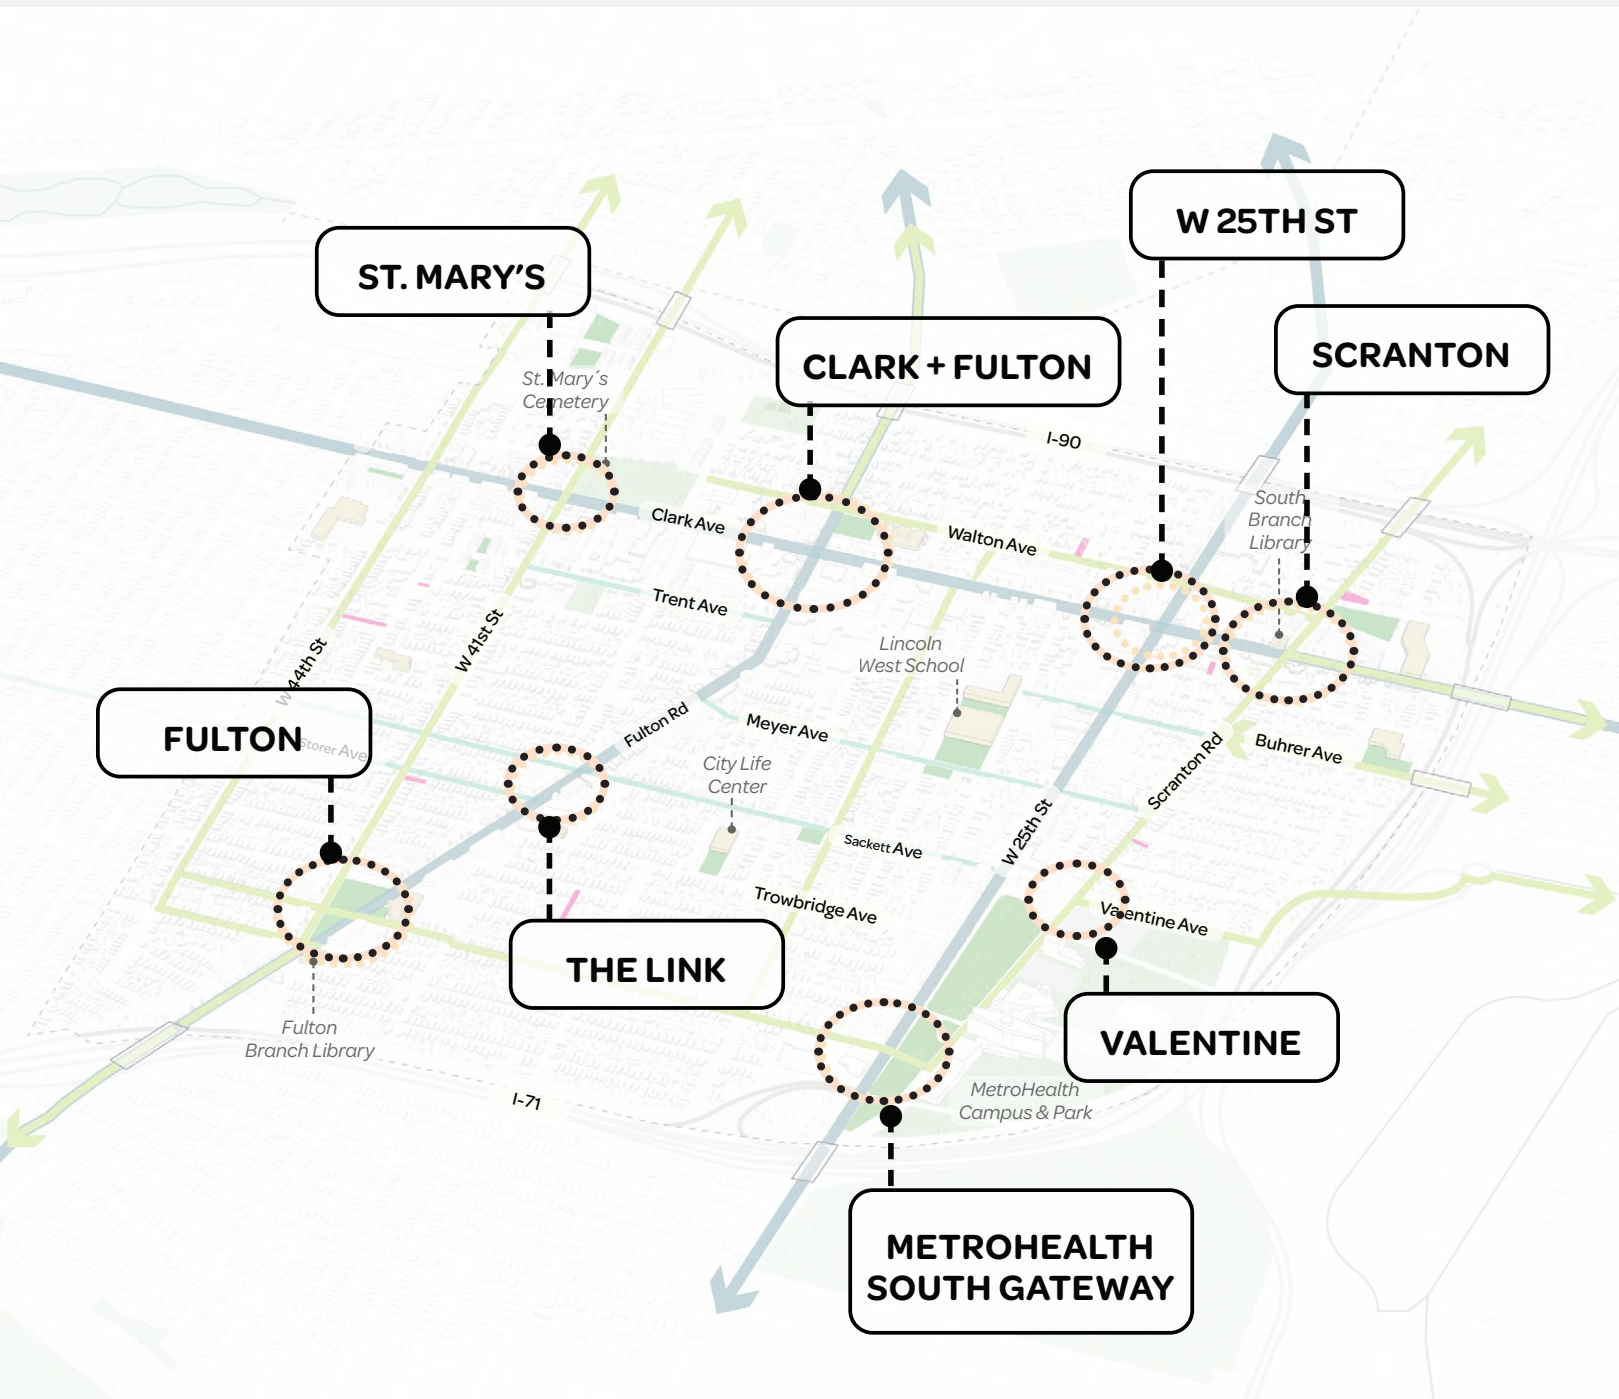 W 25TH ST
ST. MARY'S
SCRANTON
CLARK + FULTON
St. Mary´s
Cemetery
I-90
South
Branch
Library
Clark Ave
Walton Ave
Trent Ave
W 41st St
Lincoln
West School
W 44th St
FULTON
Storer Ave
Fulton Rd
Meyer Ave
Buhrer Ave
Scranton Rd
City Life
Center
W 25th St
Sackett Ave
Trowbridge Ave
Valentine Ave
THE LINK
Fulton
Branch Library
VALENTINE
I-71
MetroHealth
Campus & Park
METROHEALTH
SOUTH GATEWAY